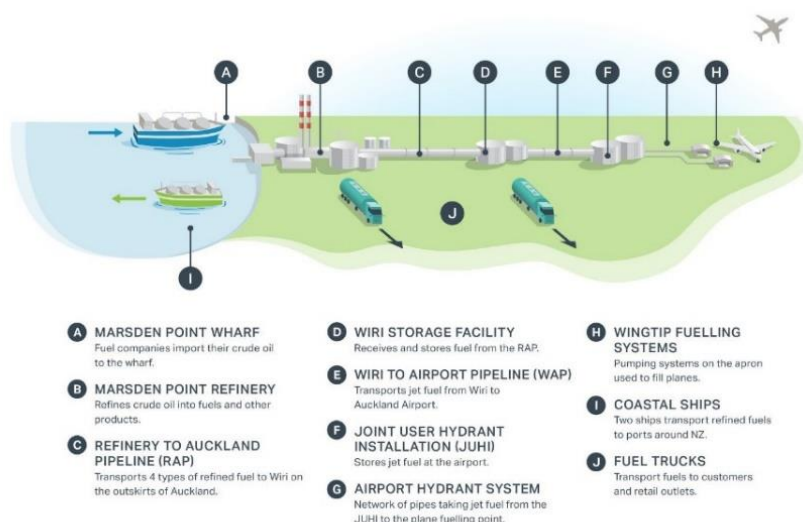 A
B
C
D
E
F
G
H
J
I
A MARSDEN POINT WHARF
Fuel companies import their crude oil
to the wharf.
B MARSDEN POINT REFINERY
Refines crude oil into fuels and other
products.
C REFINERY TO AUCKLAND
PIPELINE (RAP)
Transports 4 types of refined fuel to Wiri on
the outskirts of Auckland.
D WIRI STORAGE FACILITY
Receives and stores fuel from the RAP.
E WIRI TO AIRPORT PIPELINE (WAP)
Transports jet fuel from Wiri to
Auckland Airport.
F JOINT USER HYDRANT
INSTALLATION (JUHI)
Stores jet fuel at the airport.
G AIRPORT HYDRANT SYSTEM
Network of pipes taking jet fuel from the
JUHI to the plane fuelling point.
H WINGTIP FUELLING
SYSTEMS
Pumping systems on the apron
used to fill planes.
I COASTAL SHIPS
Two ships transport refined fuels
to ports around NZ.
J FUEL TRUCKS
Transport fuels to customers
and retail outlets.